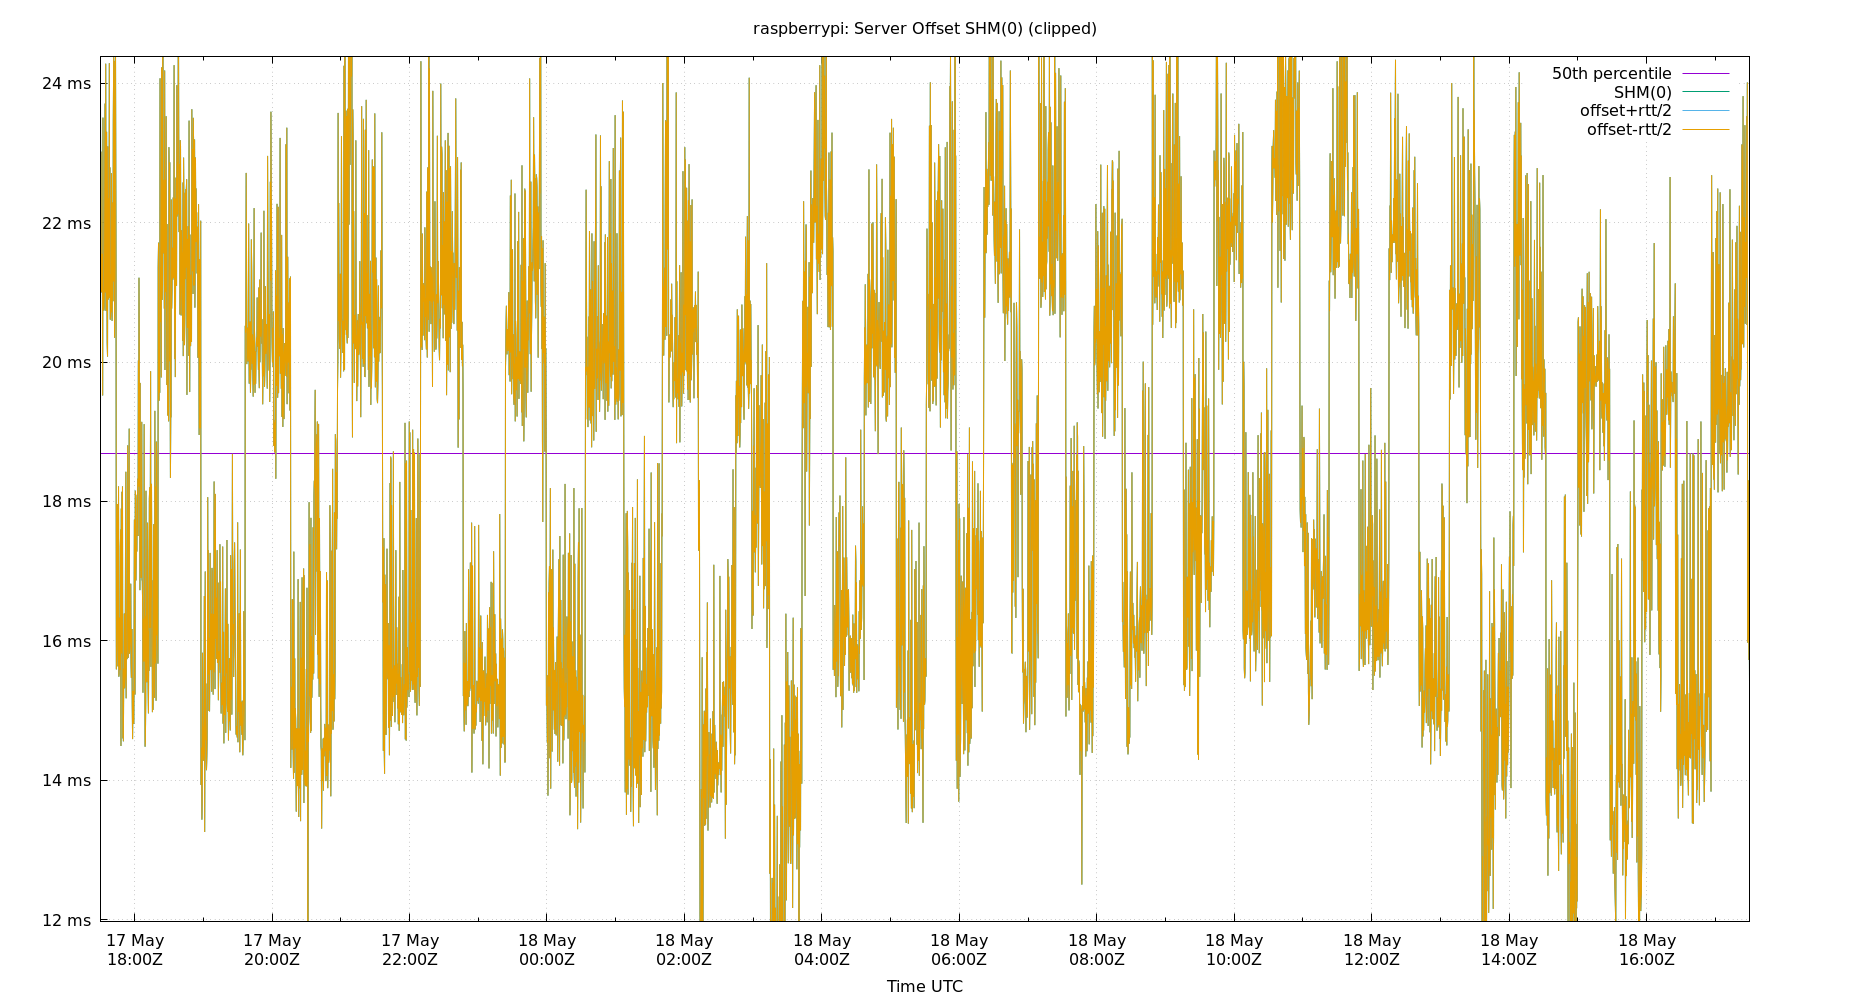 raspberrypi: Server Offset SHM(0) (clipped)
50th percentile
SHM(0)
offset+rtt/2
offset-rtt/2
24 ms
22 ms
20 ms
18 ms
16 ms
14 ms
12 ms
17 May 17 May 17 May 18 May 18 May 18 May 18 May 18 May 18 May 18 May 18 May 18 May
18:00Z 20:00Z 22:00Z 00:00Z 02:00Z 04:00Z 06:00Z 08:00Z 10:00Z 12:00Z 14:00Z 16:00Z
Time UTC